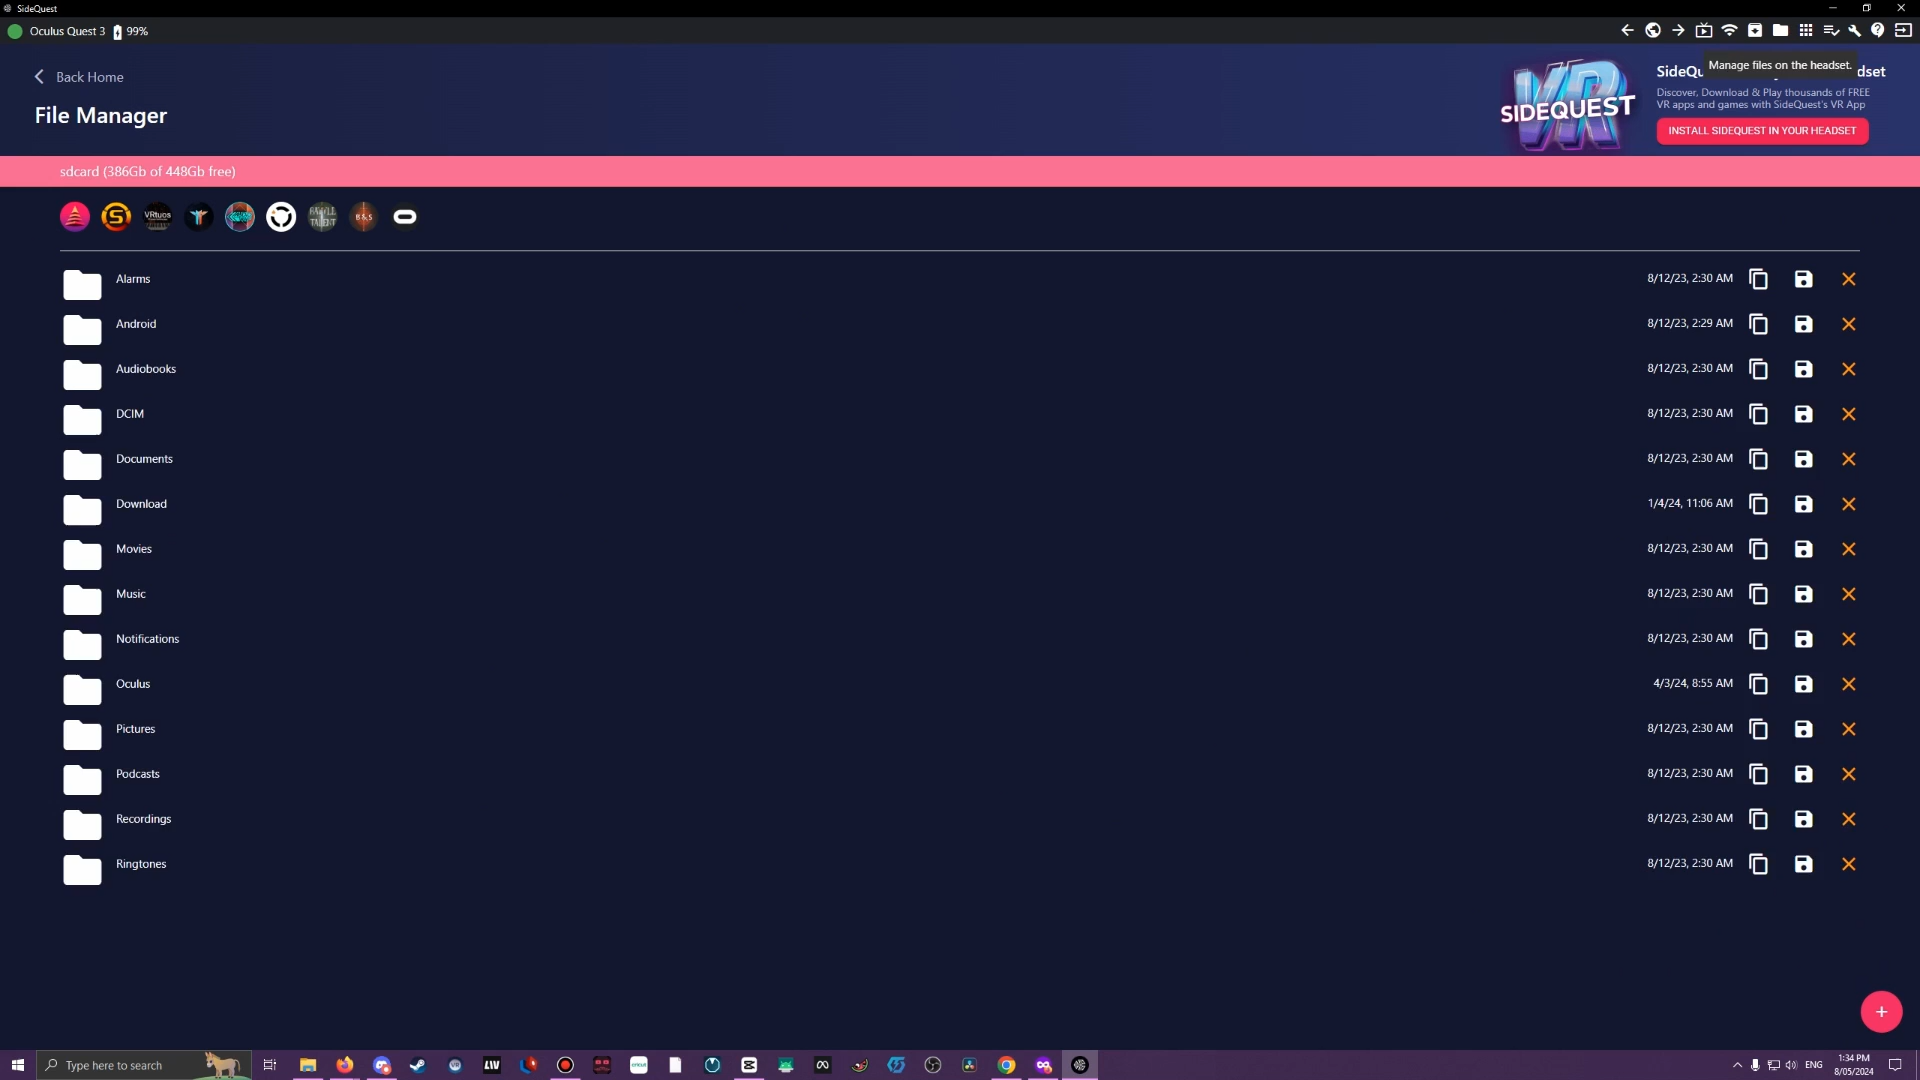 SideQuest
Oculus Quest 3 99%
Back Home
File Manager
Manage files on the headset.
SideQu dset
Discover, Download & Play thousands of FREE
VR apps and games with SideQuest's VR App
INSTALL SIDEQUEST IN YOUR HEADSET
VR
SIDEQUEST
sdcard (386Gb of 448Gb free)
VRtuos
BATTLE
TALENT
B&S
Alarms 8/12/23, 2:30 AM
Android 8/12/23, 2:29 AM
Audiobooks 8/12/23, 2:30 AM
DCIM 8/12/23, 2:30 AM
Documents 8/12/23, 2:30 AM
Download 1/4/24, 11:06 AM
Movies 8/12/23, 2:30 AM
Music 8/12/23, 2:30 AM
Notifications 8/12/23, 2:30 AM
Oculus 4/3/24, 8:55 AM
Pictures 8/12/23, 2:30 AM
Podcasts 8/12/23, 2:30 AM
Recordings 8/12/23, 2:30 AM
Ringtones 8/12/23, 2:30 AM
Type here to search
LIV
ENG
1:34 PM
8/05/2024